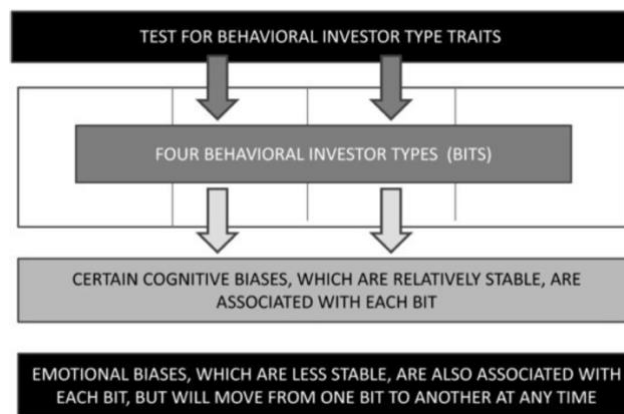 TEST FOR BEHAVIORAL INVESTOR TYPE TRAITS
FOUR BEHAVIORAL INVESTOR TYPES (BITS)
CERTAIN COGNITIVE BIASES, WHICH ARE RELATIVELY STABLE, ARE
ASSOCIATED WITH EACH BIT
EMOTIONAL BIASES, WHICH ARE LESS STABLE, ARE ALSO ASSOCIATED WITH
EACH BIT, BUT WILL MOVE FROM ONE BIT TO ANOTHER AT ANY TIME